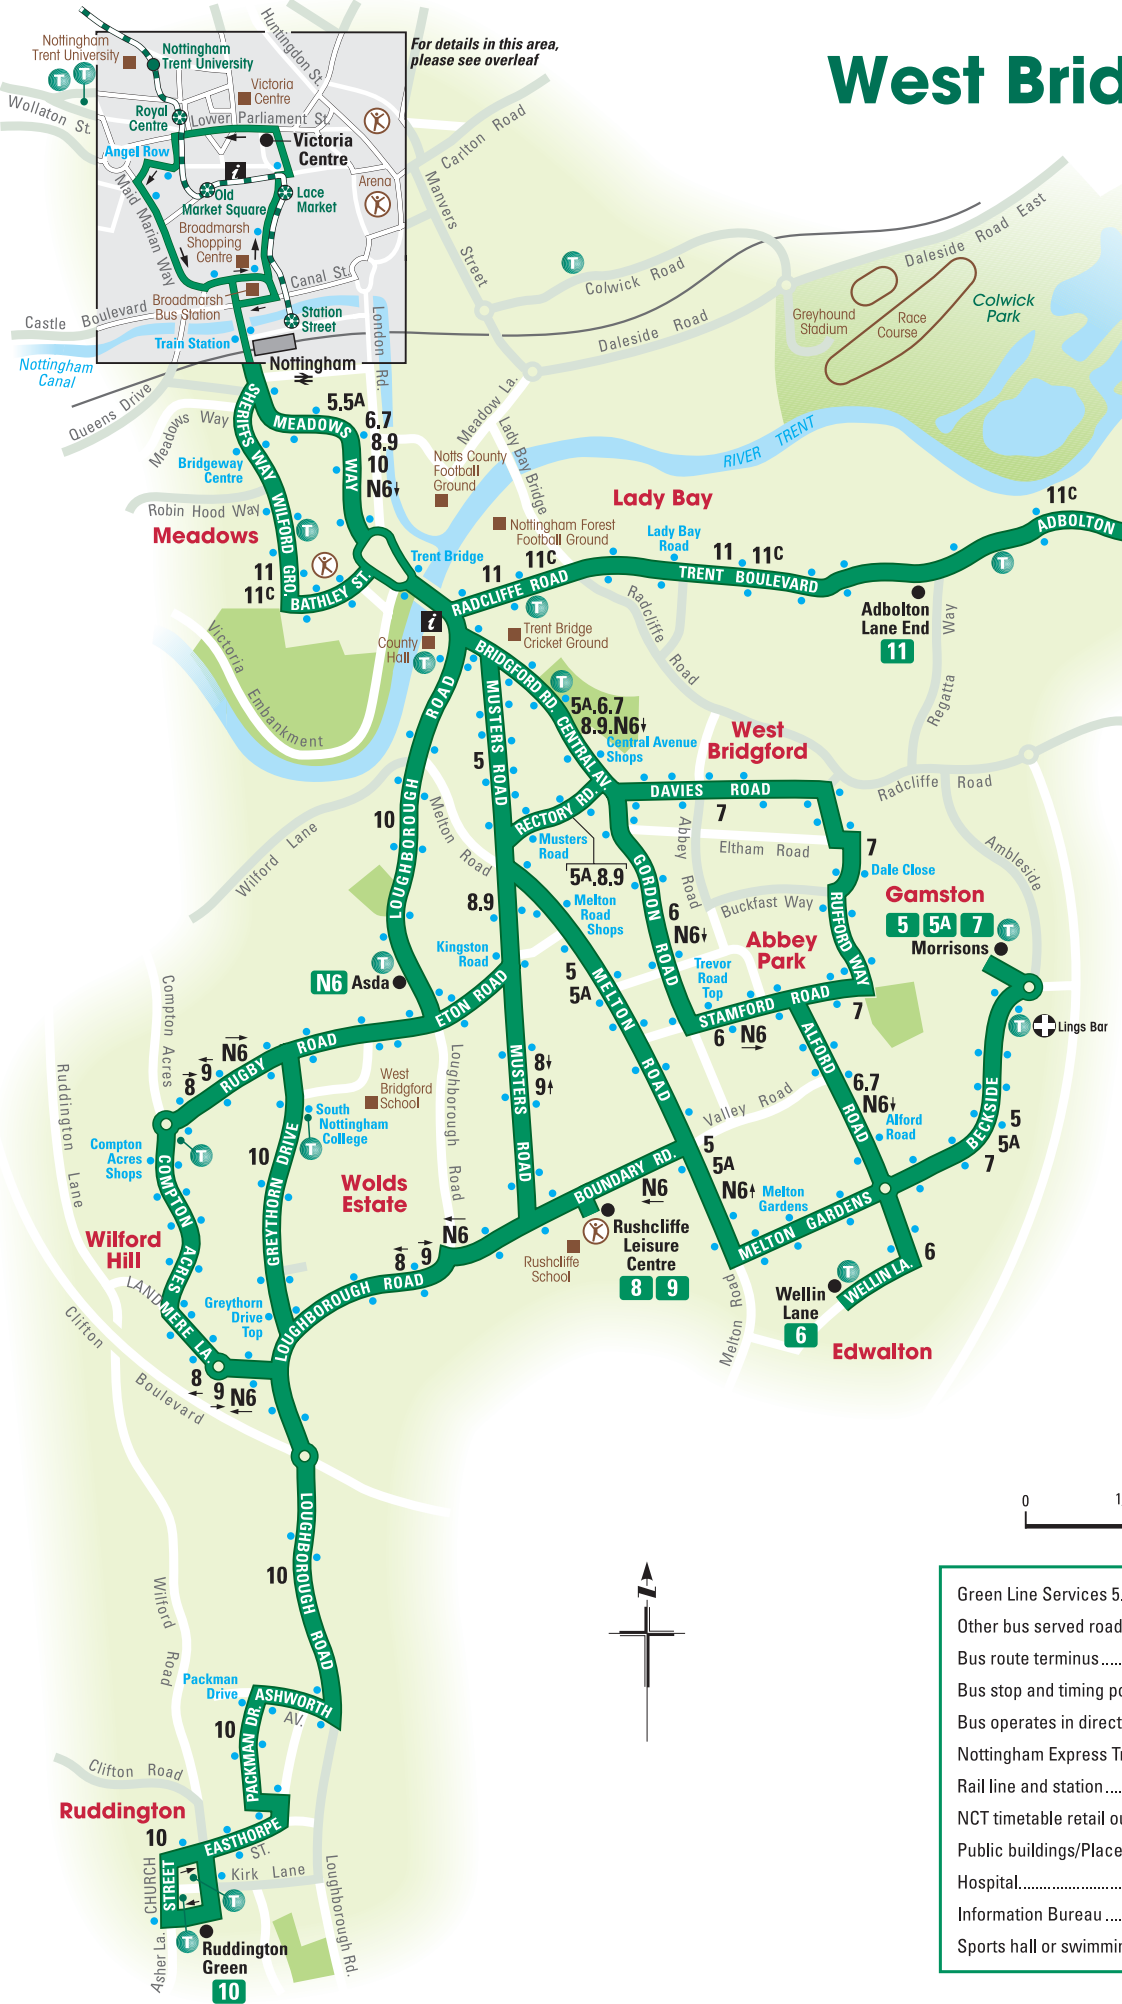 West Brid
For details in this area,
please see overleaf
Nottingham
Trent University
Nottingham
Trent University
Huntingdon St.
Victoria
Centre
T
T
Wollaton St.
Royal
Centre
Lower Parliament St.
Victoria
Centre
Angel Row
Carlton Road
Maid Marian Way
i
Old
Market Square
Lace
Market
Arena
Manvers Street
Broadmarsh
Shopping
Centre
Canal St.
Broadmarsh
Bus Station
Castle Boulevard
Station
Street
Train Station
Nottingham
Canal
Nottingham
London Rd.
Queens Drive
T
Colwick Road
Daleside Road
Daleside Road East
Greyhound
Stadium
Race
Course
Colwick
Park
Meadow La.
Lady Bay Bridge
RIVER TRENT
SHERIFFS WAY
MEADOWS WAY
5.5A
6.7
8.9
10
N6
Meadows Way
Bridgeway
Centre
Robin Hood Way
Meadows
WILFORD GRO.
T
11
11C
BATHLEY ST.
Notts County
Football
Ground
Nottingham Forest
Football Ground
Trent Bridge
Lady Bay
Lady Bay
Road
11
11C
RADCLIFFE ROAD
11
11C
TRENT BOULEVARD
11C
ADBOLTON
T
Adbolton
Lane End
11
T
Trent Bridge
Cricket Ground
i
County
Hall
T
Victoria Embankment
Radcliffe Road
Regatta Way
BRIDGFORD RD.
T
5A.6.7
8.9.N6
CENTRAL AV.
Central Avenue
Shops
West
Bridgford
LOUGHBOROUGH ROAD
MUSTERS ROAD
5
10
Melton Road
Wilford Lane
RECTORY RD.
Musters
Road
5A.8.9
DAVIES ROAD
7
Eltham Road
Abbey Road
Radcliffe Road
7
Dale Close
Ambleside
Gamston
5
5A
7
T
Morrisons
T
Lings Bar
8.9
Melton
Road
Shops
GORDON ROAD
6
N6
Buckfast Way
RUFFORD WAY
Abbey
Park
Trevor
Road
Top
Kingston
Road
T
N6
Asda
ETON ROAD
5
5A
MELTON ROAD
STAMFORD ROAD
6
N6
7
Compton Acres
N6
9
8
RUGBY ROAD
Ruddington Lane
West
Bridgford
School
Loughborough Road
MUSTERS ROAD
8
9
ALFORD ROAD
6.7
N6
Alford
Road
Valley Road
BECKSIDE
5
5A
7
South
Nottingham
College
T
Compton
Acres
Shops
T
10
GREYTHORN DRIVE
Wolds
Estate
COMPTON ACRES
Wilford
Hill
BOUNDARY RD.
N6
5
5A
N6
Melton
Gardens
MELTON GARDENS
Rushcliffe
Leisure
Centre
8
9
Rushcliffe
School
N6
9
8
LOUGHBOROUGH ROAD
6
T
WELLIN LA.
Wellin
Lane
6
Edwalton
Melton Road
LANDMERE LA.
Greythorn
Drive
Top
Clifton Boulevard
8
9
N6
LOUGHBOROUGH ROAD
10
Wilford Road
Packman
Drive
ASHWORTH
AV.
10
PACKMAN DR.
Clifton Road
Ruddington
10
EASTHORPE
ST.
CHURCH
STREET
Kirk Lane
T
T
Loughborough Rd.
Asher La.
Ruddington
Green
10
N
0
1
Green Line Services 5.
Other bus served road
Bus route terminus
Bus stop and timing po
Bus operates in direct
Nottingham Express Tr
Rail line and station
NCT timetable retail ou
Public buildings/Place
Hospital
Information Bureau
Sports hall or swimmin